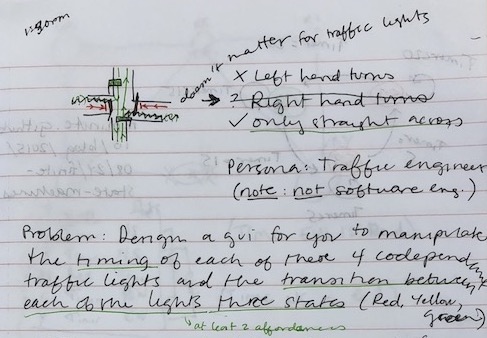 doesn't matter for traffic lights
x Left hand turns
2 Right hand turns
✓ only straight across
Persona: Traffic engineer
(note: not software eng.)
Problem: Design a gui for you to manipulate
the timing of each of these 4 codependent
traffic lights and the transition between
each of the lights three states (Red, Yellow,
green)
at least 2 affordances